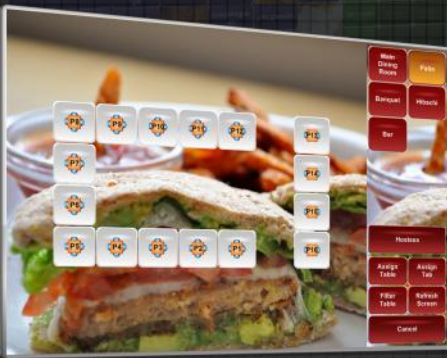 P8 P9 P10 P11 P12 P13
P7 P14
P6 P15
P5 P4 P3 P2 P1 P16
Main
Dining
Room
Patio
Banquet
Hibachi
Bar
Hostess
Assign
Table
Assign
Tab
Filter
Table
Refresh
Screen
Cancel